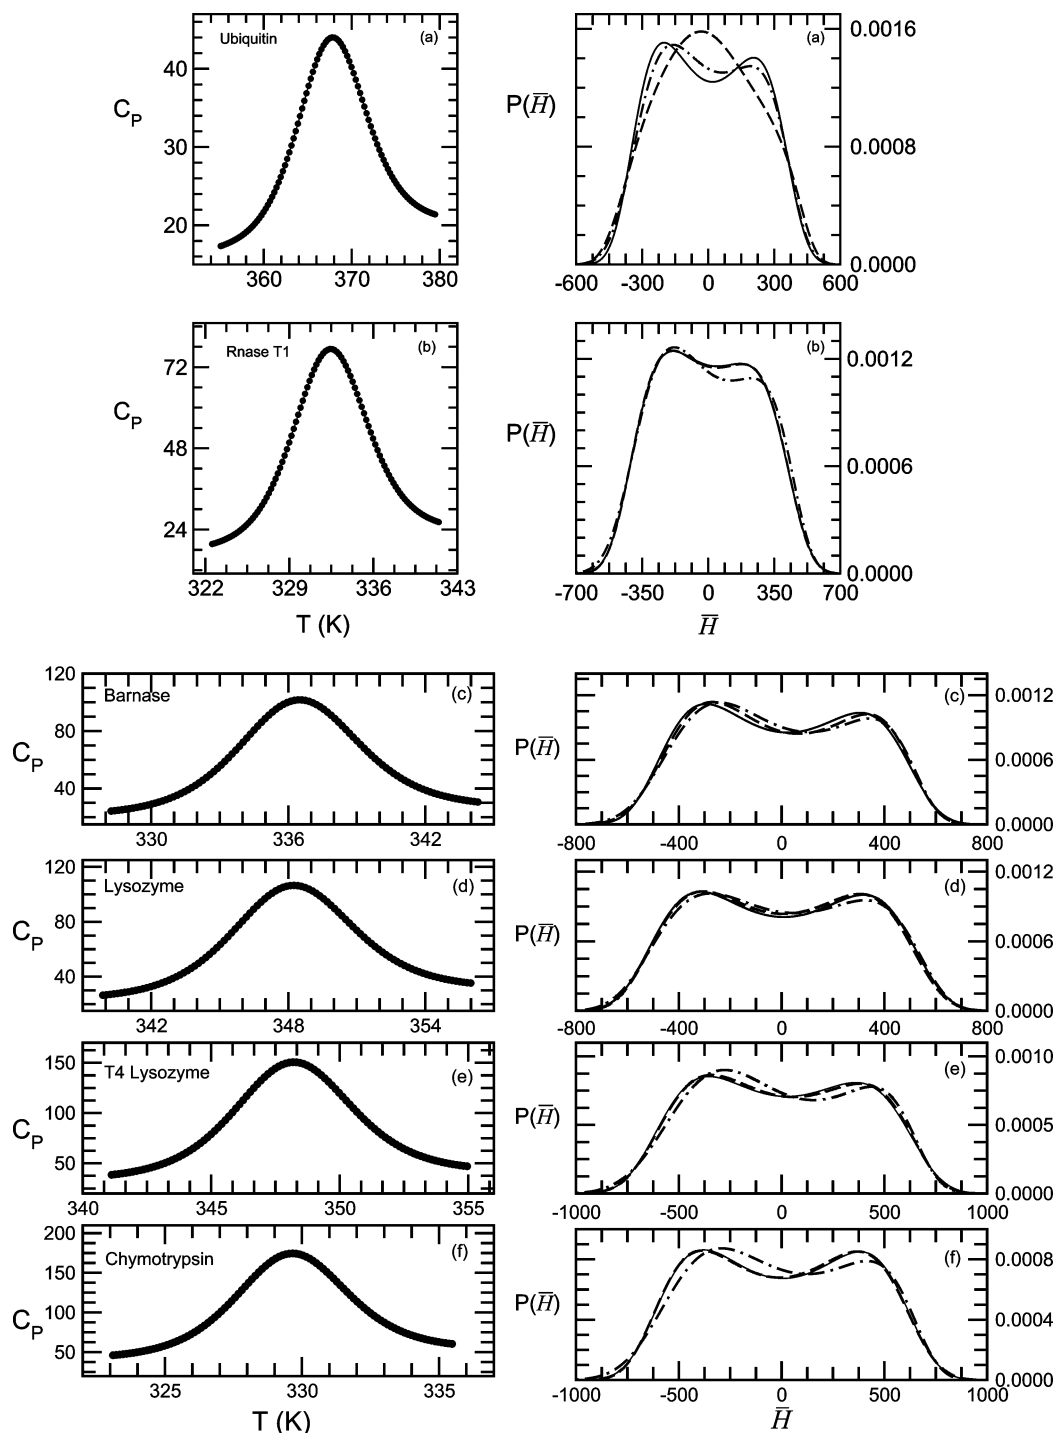 Ubiquitin (a)
C_P
40
30
20
360 370 380
(a)
P(H̅)
0.0016
0.0008
0.0000
-600 -300 0 300 600
Rnase T1 (b)
C_P
72
48
24
322 329 336 343
T (K)
(b)
P(H̅)
0.0012
0.0006
0.0000
-700 -350 0 350 700
H̅
Barnase (c)
C_P
120
80
40
330 336 342
(c)
P(H̅)
0.0012
0.0006
0.0000
-800 -400 0 400 800
Lysozyme (d)
C_P
120
80
40
342 348 354
(d)
P(H̅)
0.0012
0.0006
0.0000
-800 -400 0 400 800
T4 Lysozyme (e)
C_P
150
100
50
340 345 350 355
(e)
P(H̅)
0.0010
0.0005
0.0000
-1000 -500 0 500 1000
Chymotrypsin (f)
C_P
200
150
100
50
325 330 335
T (K)
(f)
P(H̅)
0.0008
0.0004
0.0000
-1000 -500 0 500 1000
H̅